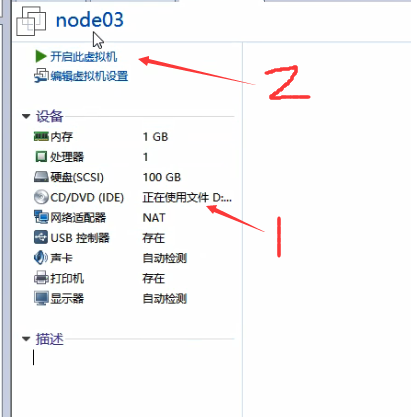 node03
开启此虚拟机
2
编辑虚拟机设置
设备
内存 1 GB
处理器 1
硬盘(SCSI) 100 GB
CD/DVD (IDE) 正在使用文件 D:...
网络适配器 NAT
1
USB 控制器 存在
声卡 自动检测
打印机 存在
显示器 自动检测
描述